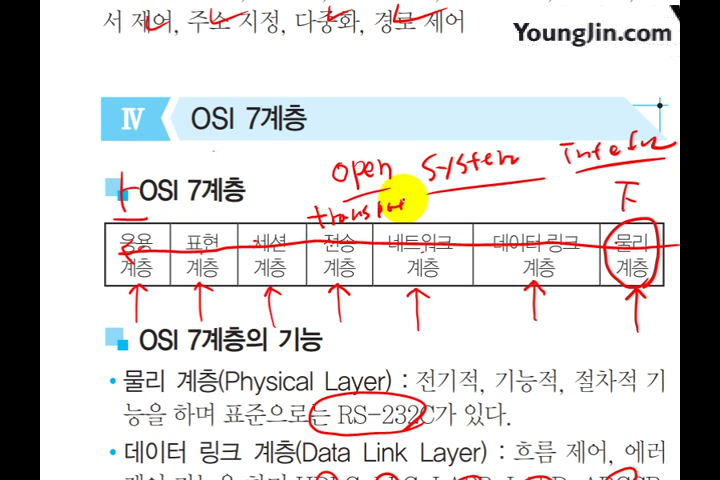 서 제어, 주소 지정, 다중화, 경로 제어
YoungJin.com
Ⅳ OSI 7계층
open System Interfa
上 OSI 7계층 下
transpor
응용 계층 표현 계층 세션 계층 전송 계층 네트워크 계층 데이터 링크 계층 물리 계층
OSI 7계층의 기능
• 물리 계층(Physical Layer) : 전기적, 기능적, 절차적 기
능을 하며 표준으로는 RS-232C가 있다.
• 데이터 링크 계층(Data Link Layer) : 흐름 제어, 에러